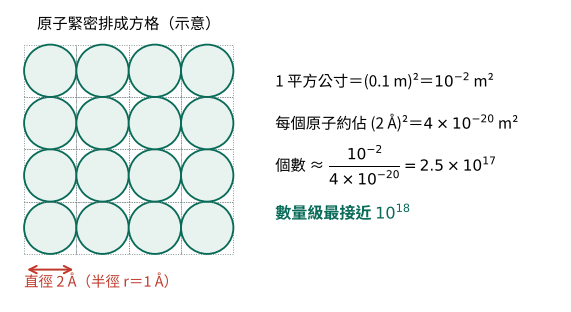 原子緊密排成方格（示意）
1 平方公寸＝(0.1 m)²＝10⁻² m²
每個原子約佔 (2 Å)²＝4 × 10⁻²⁰ m²
個數 ≈ 10⁻² / 4 × 10⁻²⁰ = 2.5 × 10¹⁷
數量級最接近 10¹⁸
直徑 2 Å（半徑 r＝1 Å）